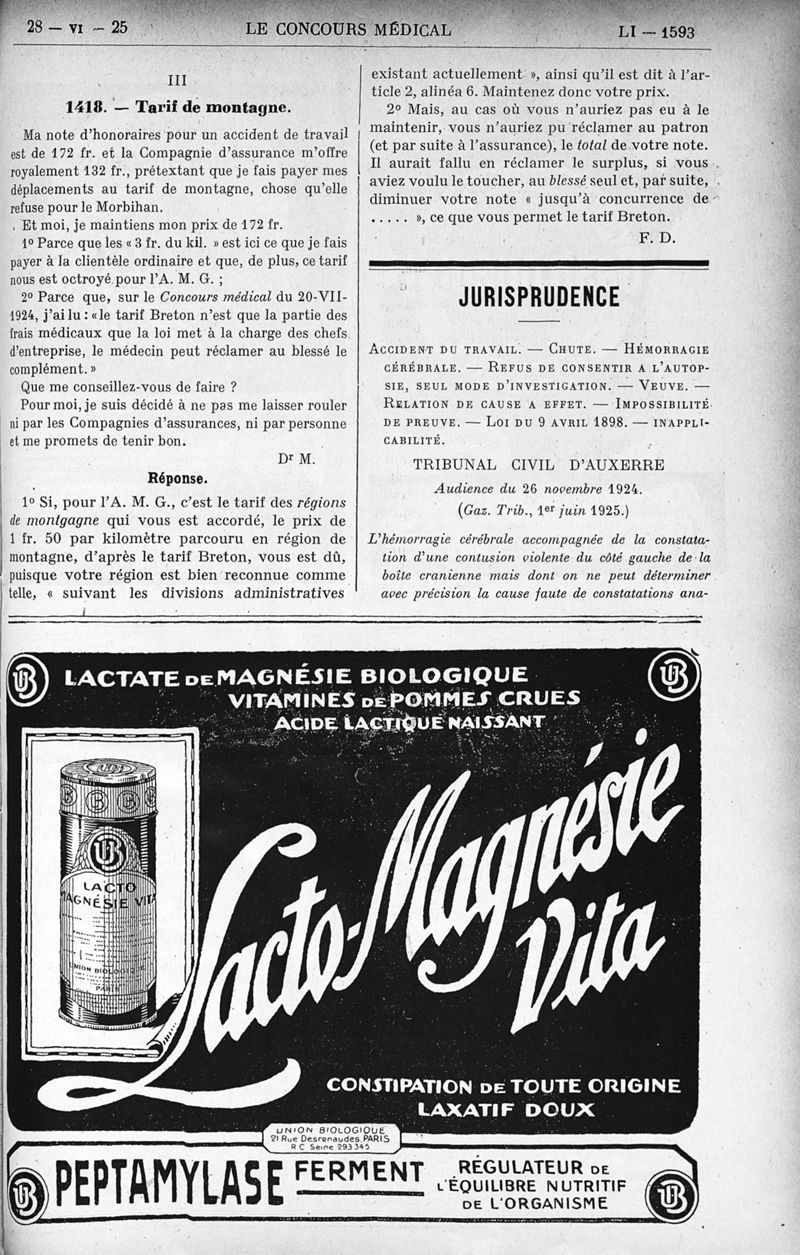 28 — VI — 25
LE CONCOURS MÉDICAL
LI — 1593
III
1418. — Tarif de montagne.
Ma note d'honoraires pour un accident de travail
est de 172 fr. et la Compagnie d'assurance m'offre
royalement 132 fr., prétextant que je fais payer mes
déplacements au tarif de montagne, chose qu'elle
refuse pour le Morbihan.
Et moi, je maintiens mon prix de 172 fr.
1º Parce que les « 3 fr. du kil. » est ici ce que je fais
payer à la clientèle ordinaire et que, de plus, ce tarif
nous est octroyé pour l'A. M. G. ;
2º Parce que, sur le Concours médical du 20-VII-
1924, j'ai lu : « le tarif Breton n'est que la partie des
frais médicaux que la loi met à la charge des chefs
d'entreprise, le médecin peut réclamer au blessé le
complément. »
Que me conseillez-vous de faire ?
Pour moi, je suis décidé à ne pas me laisser rouler
ni par les Compagnies d'assurances, ni par personne
et me promets de tenir bon.
Dr M.
Réponse.
1º Si, pour l'A. M. G., c'est le tarif des régions
de montgagne qui vous est accordé, le prix de
1 fr. 50 par kilomètre parcouru en région de
montagne, d'après le tarif Breton, vous est dû,
puisque votre région est bien reconnue comme
telle, « suivant les divisions administratives
existant actuellement », ainsi qu'il est dit à l'ar-
ticle 2, alinéa 6. Maintenez donc votre prix.
2º Mais, au cas où vous n'auriez pas eu à le
maintenir, vous n'auriez pu réclamer au patron
(et par suite à l'assurance), le total de votre note.
Il aurait fallu en réclamer le surplus, si vous
aviez voulu le toucher, au blessé seul et, par suite,
diminuer votre note « jusqu'à concurrence de
..... », ce que vous permet le tarif Breton.
F. D.
JURISPRUDENCE
ACCIDENT DU TRAVAIL. — CHUTE. — HÉMORRAGIE
CÉRÉBRALE. — REFUS DE CONSENTIR A L'AUTOP-
SIE, SEUL MODE D'INVESTIGATION. — VEUVE. —
RELATION DE CAUSE A EFFET. — IMPOSSIBILITÉ
DE PREUVE. — LOI DU 9 AVRIL 1898. — INAPPLI-
CABILITÉ.
TRIBUNAL CIVIL D'AUXERRE
Audience du 26 novembre 1924.
(Gaz. Trib., 1er juin 1925.)
L'hémorragie cérébrale accompagnée de la constata-
tion d'une contusion violente du côté gauche de la
boîte cranienne mais dont on ne peut déterminer
avec précision la cause faute de constatations ana-
UB
LACTATE DE MAGNÉSIE BIOLOGIQUE
VITAMINES DE POMMES CRUES
ACIDE LACTIQUE NAISSANT
UB
UB
LACTO
MAGNÉSIE VITA
UNION BIOLOGIQUE
PARIS
Lacto-Magnésie
Vita
CONSTIPATION DE TOUTE ORIGINE
LAXATIF DOUX
UNION BIOLOGIQUE
21 Rue Desrenaudes, PARIS
R C Seine 293 345
UB
PEPTAMYLASE FERMENT
RÉGULATEUR DE
L'ÉQUILIBRE NUTRITIF
DE L'ORGANISME
UB